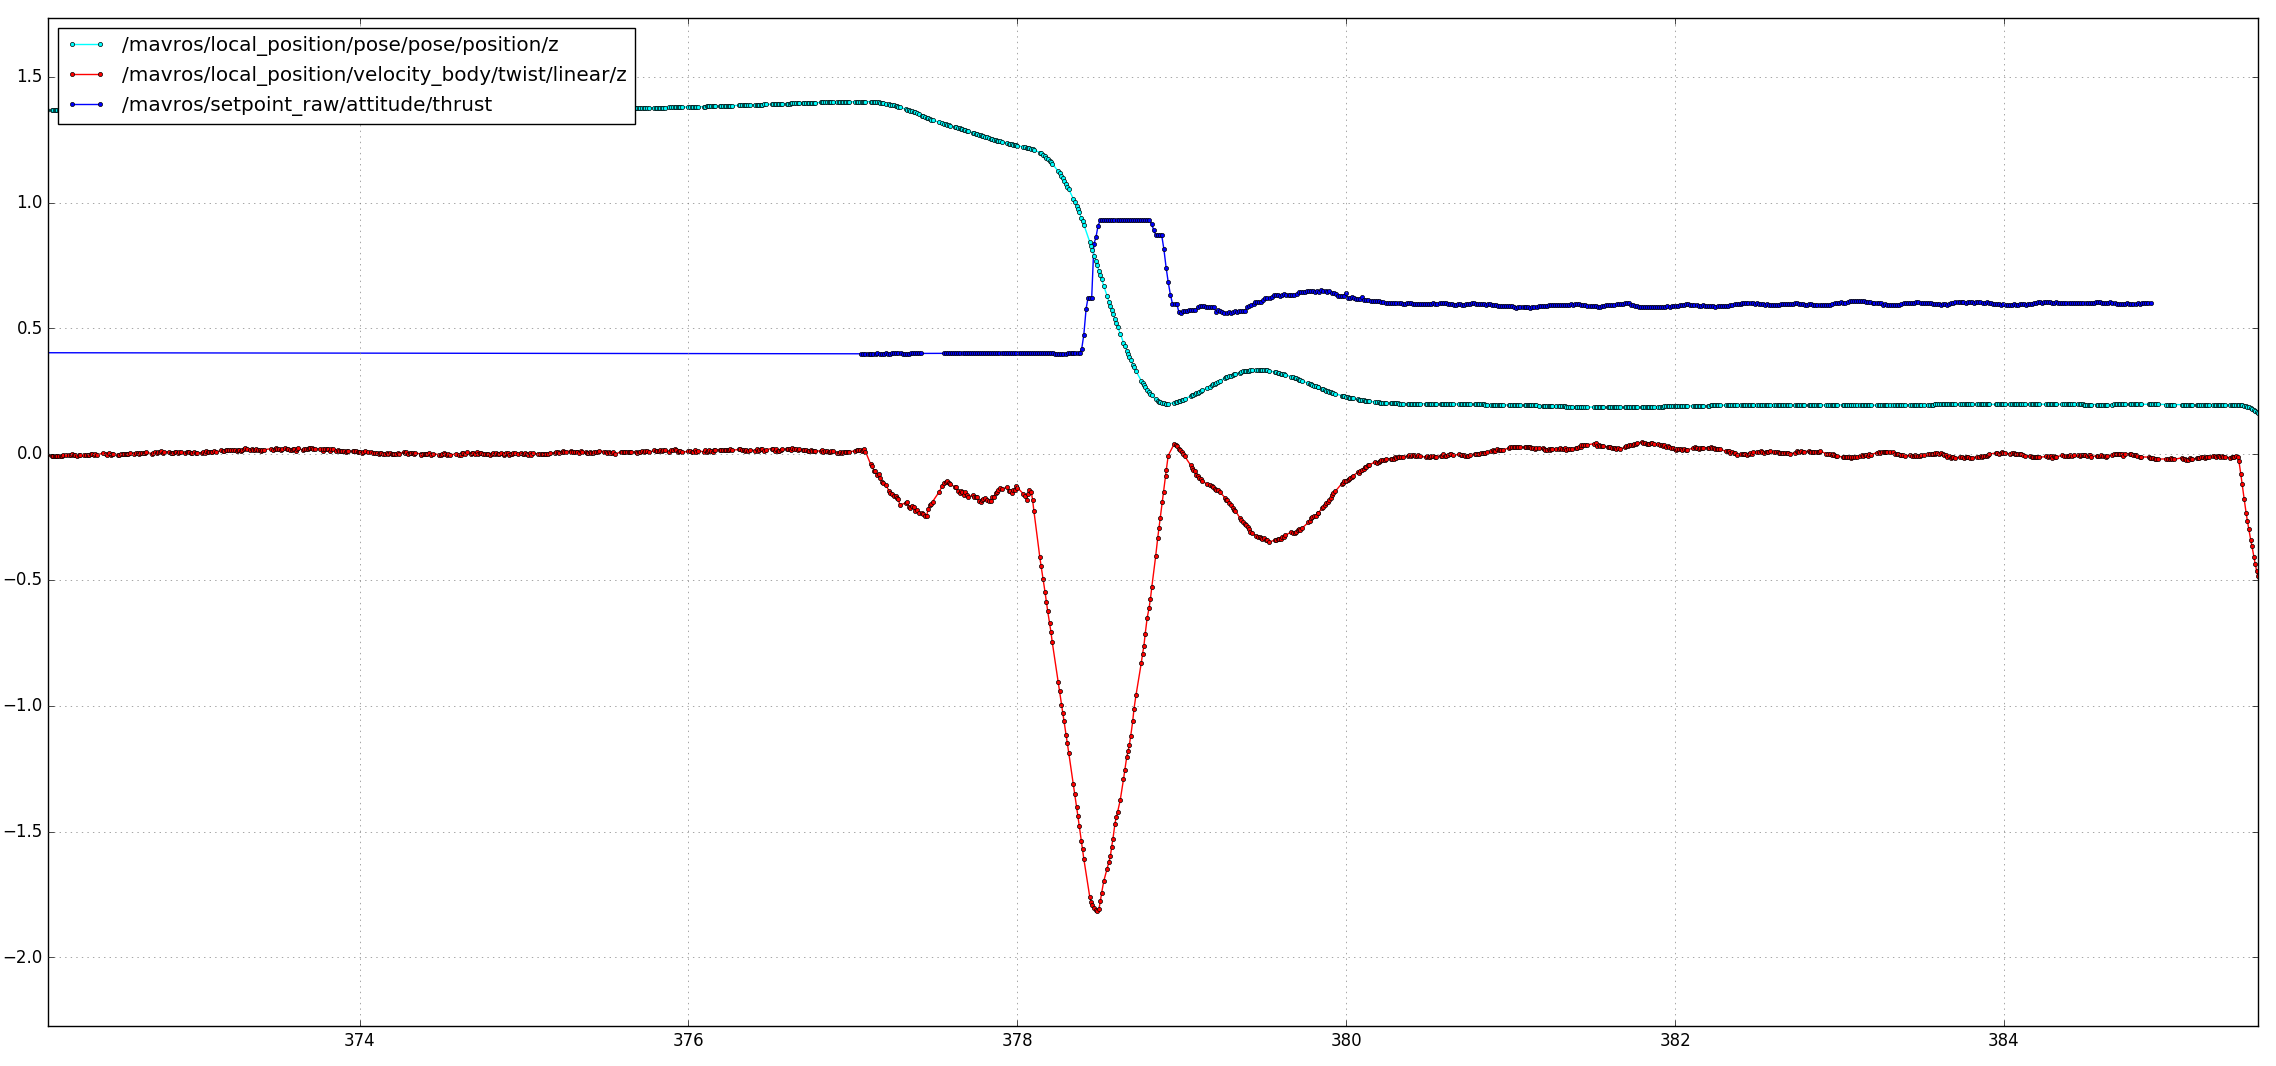 /mavros/local_position/pose/pose/position/z
/mavros/local_position/velocity_body/twist/linear/z
/mavros/setpoint_raw/attitude/thrust
1.5
1.0
0.5
0.0
−0.5
−1.0
−1.5
−2.0
374 376 378 380 382 384